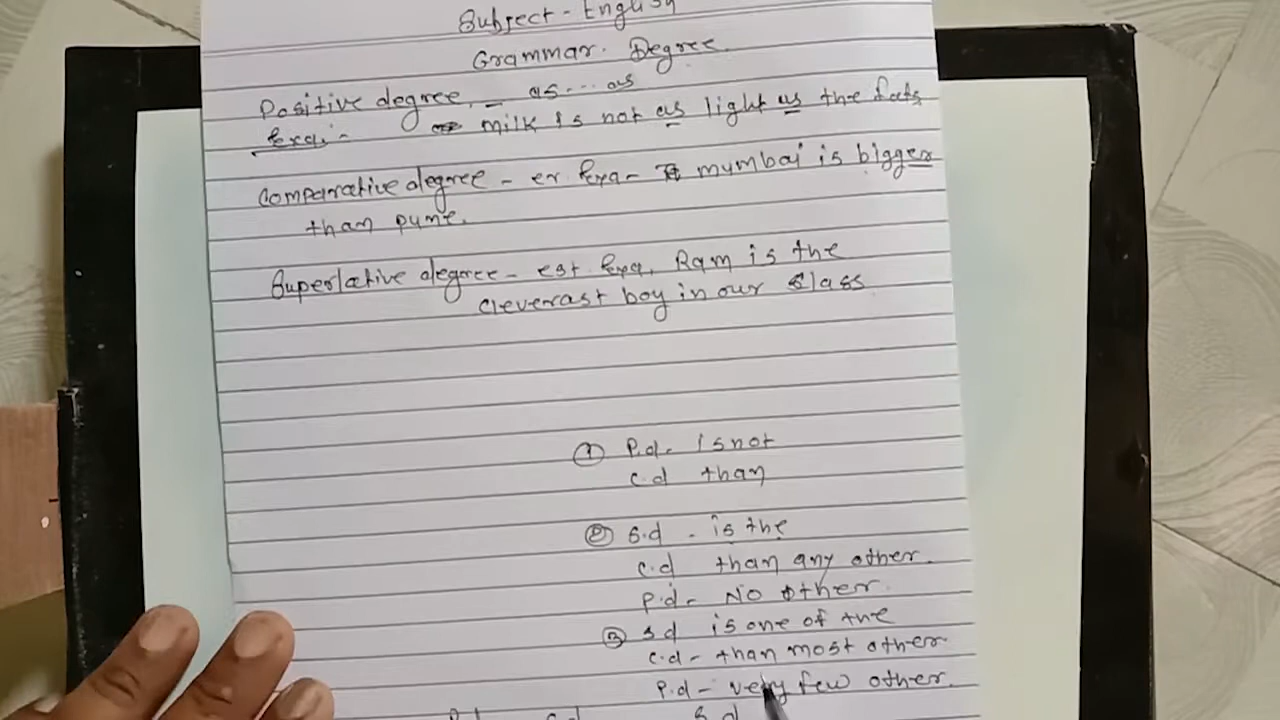 Subject - English
Grammar. Degree.
Positive degree. - as... as
Exa:- milk is not as light as the
Comparative degree - er Exa- mumbai is bigger
than pune.
Superlative degree - est Exa. Ram is the
cleverast boy in our class
① P.d. is not
C.d than
② S.d - is the
C.d than any other.
P.d - No other.
③ S.d is one of the
C.d - than most other.
P.d - very few other.
S.d